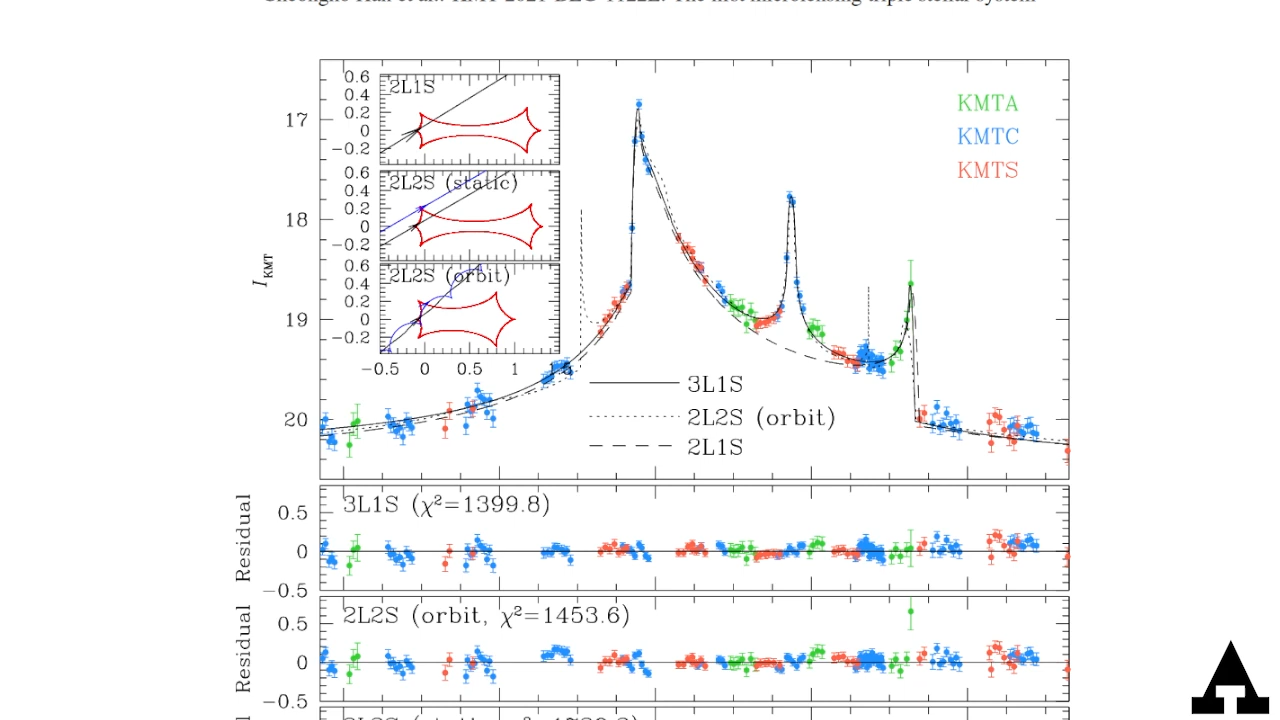 17
18
19
20
I_KMT
0.6
0.4
0.2
0
−0.2
2L1S
0.6
0.4
0.2
0
−0.2
2L2S (static)
0.6
0.4
0.2
0
−0.2
2L2S (orbit)
−0.5 0 0.5 1
KMTA
KMTC
KMTS
3L1S
2L2S (orbit)
2L1S
Residual
0.5
0
−0.5
3L1S (χ²=1399.8)
Residual
0.5
0
−0.5
2L2S (orbit, χ²=1453.6)
A